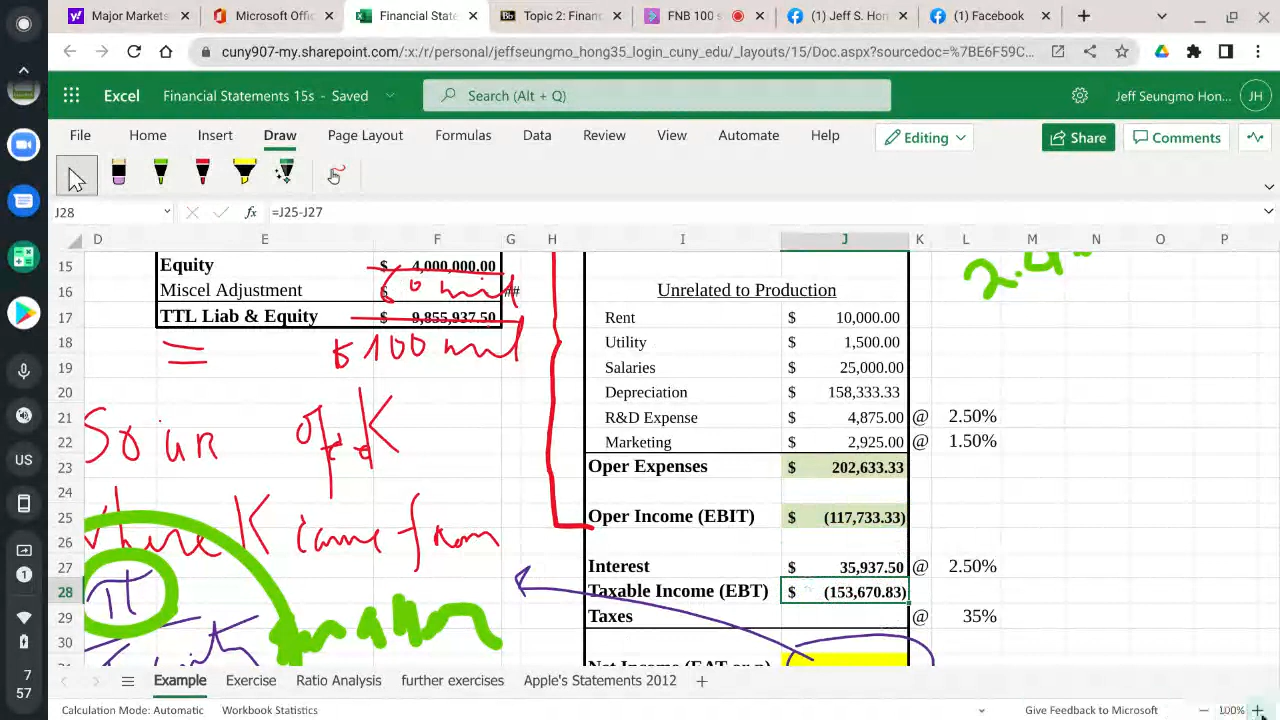 Major Markets
Microsoft Office
Financial State
Topic 2: Financ
FNB 100 s
(1) Jeff S. Hon
(1) Facebook
cuny907-my.sharepoint.com/:x:/r/personal/jeffseungmo_hong35_login_cuny_edu/_layouts/15/Doc.aspx?sourcedoc=%7BE6F59C...
Excel Financial Statements 15s - Saved Search (Alt + Q) Jeff Seungmo Hon... JH
File Home Insert Draw Page Layout Formulas Data Review View Automate Help Editing Share Comments
J28 fx =J25-J27
D E F G H I J K L M N O P
15 Equity $ 4,000,000.00
16 Miscel Adjustment 60 mil ## Unrelated to Production
17 TTL Liab & Equity $ 9,855,937.50 Rent $ 10,000.00
18 = $100 mil Utility $ 1,500.00
19 Salaries $ 25,000.00
20 Depreciation $ 158,333.33
21 R&D Expense $ 4,875.00 @ 2.50%
22 of K Marketing $ 2,925.00 @ 1.50%
23 Oper Expenses $ 202,633.33
24
25 Oper Income (EBIT) $ (117,733.33)
26 where K came from
27 Interest $ 35,937.50 @ 2.50%
28 π Taxable Income (EBT) $ (153,670.83)
29 Taxes @ 35%
30
Example Exercise Ratio Analysis further exercises Apple's Statements 2012
Calculation Mode: Automatic Workbook Statistics Give Feedback to Microsoft 100%
US
1
7
57